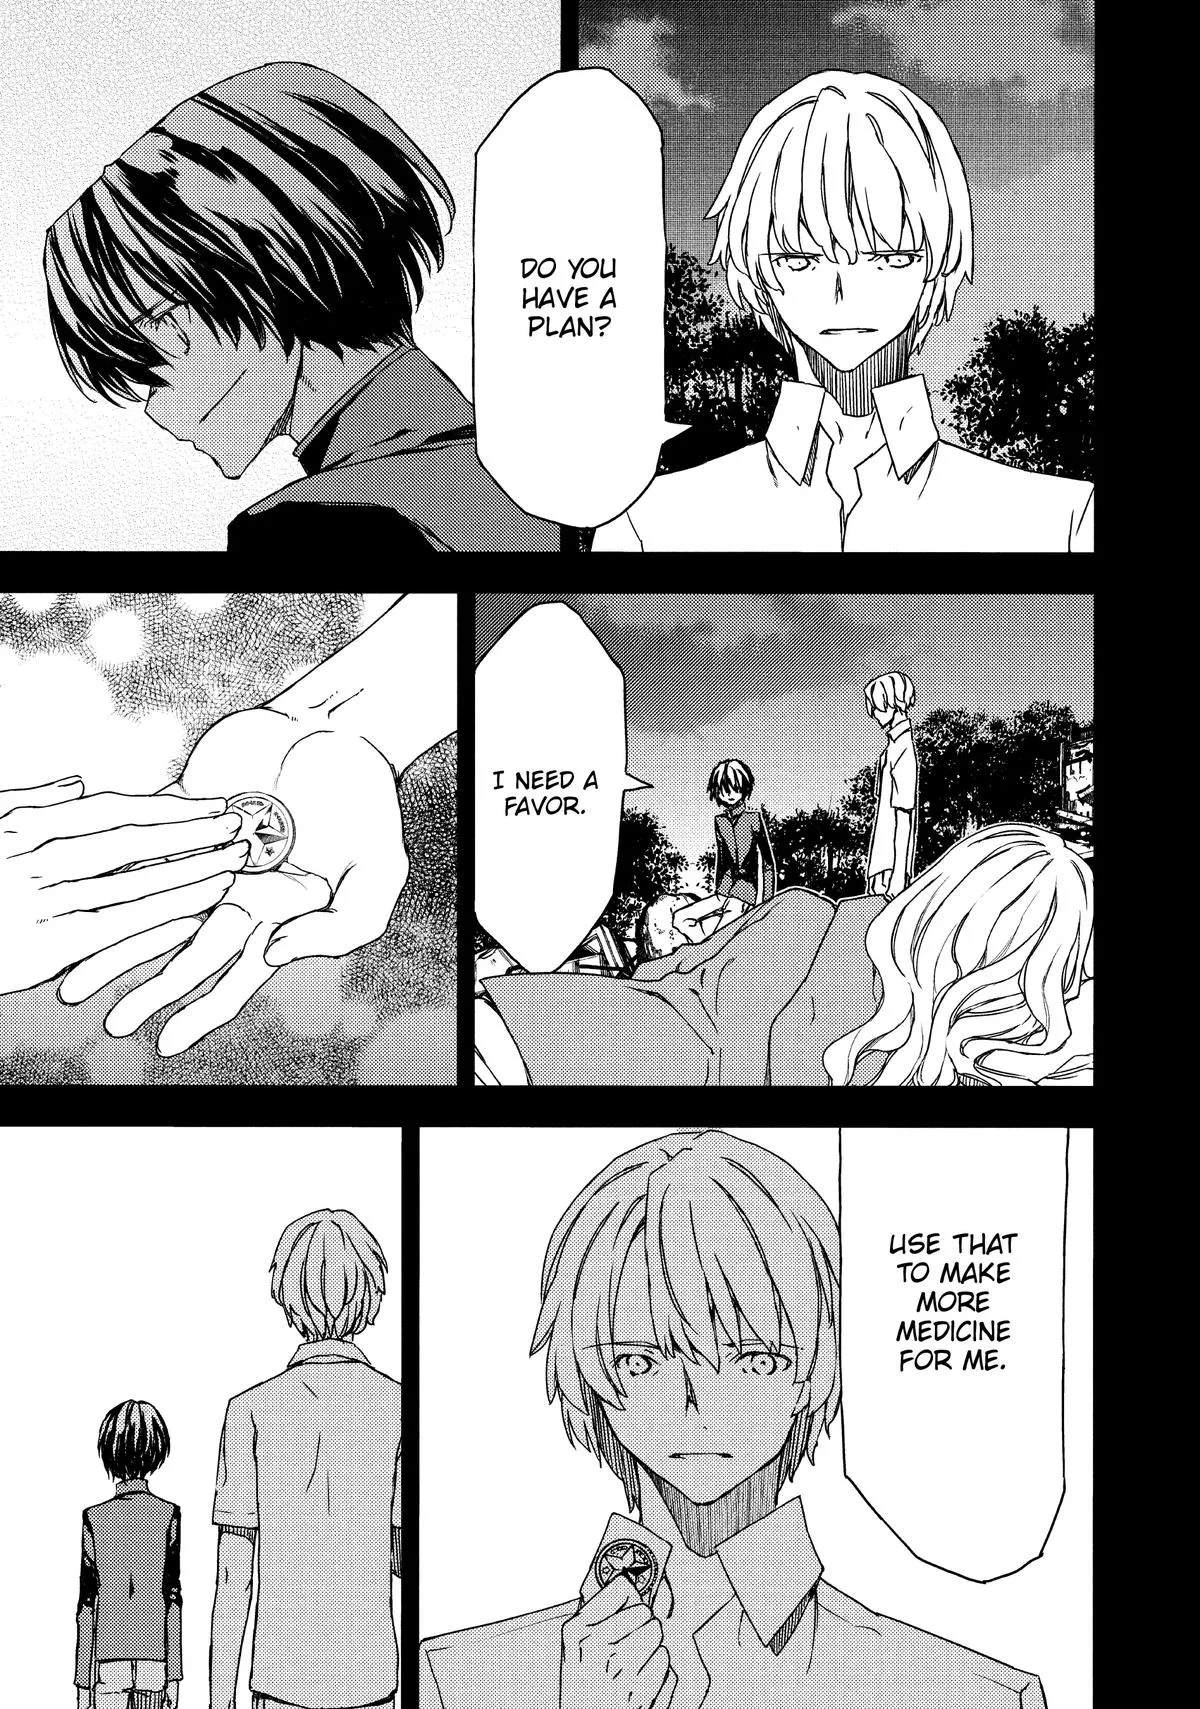 DO YOU
HAVE A
PLAN?
I NEED A
FAVOR.
USE THAT
TO MAKE
MORE
MEDICINE
FOR ME.